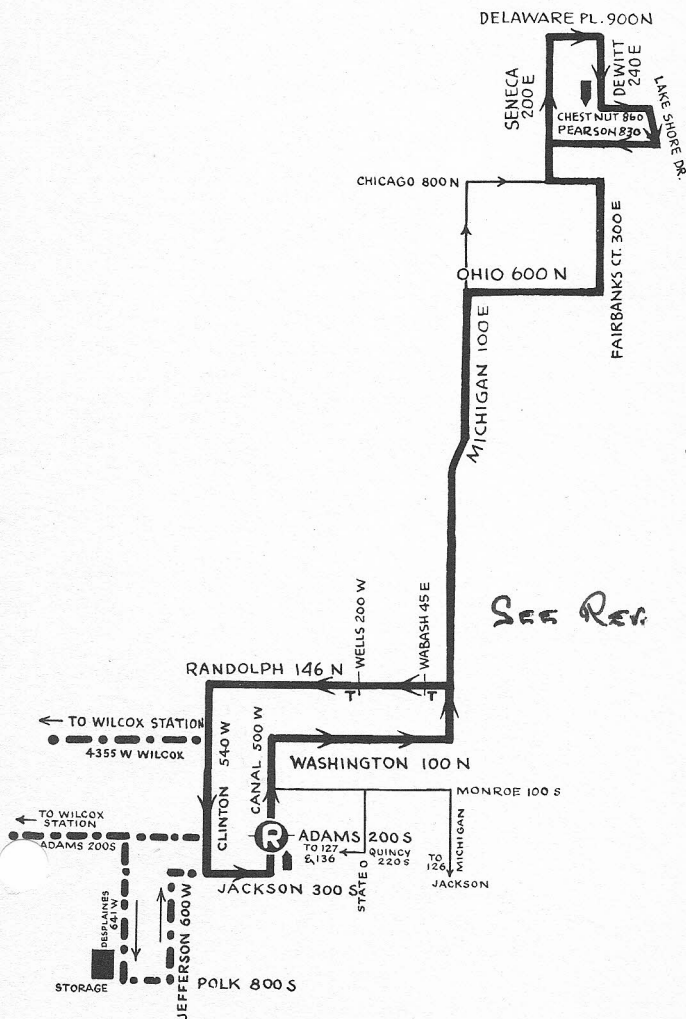 DELAWARE PL. 900N
SENECA
200 E
DEWITT
240 E
LAKE SHORE DR.
CHESTNUT 860
PEARSON 830
CHICAGO 800 N
OHIO 600 N
FAIRBANKS CT. 300 E
MICHIGAN 100 E
SEE REV.
WELLS 200 W
WABASH 45 E
RANDOLPH 146 N
T
T
← TO WILCOX STATION
4355 W WILCOX
CLINTON 540 W
CANAL 500 W
WASHINGTON 100 N
MONROE 100 S
← TO WILCOX
STATION
ADAMS 200S
R
ADAMS 200 S
TO 127
& 136
QUINCY
220 S
STATE 0
TO
126
MICHIGAN
JACKSON
JACKSON 300 S
DESPLAINES
641 W
JEFFERSON 600 W
STORAGE
POLK 800 S